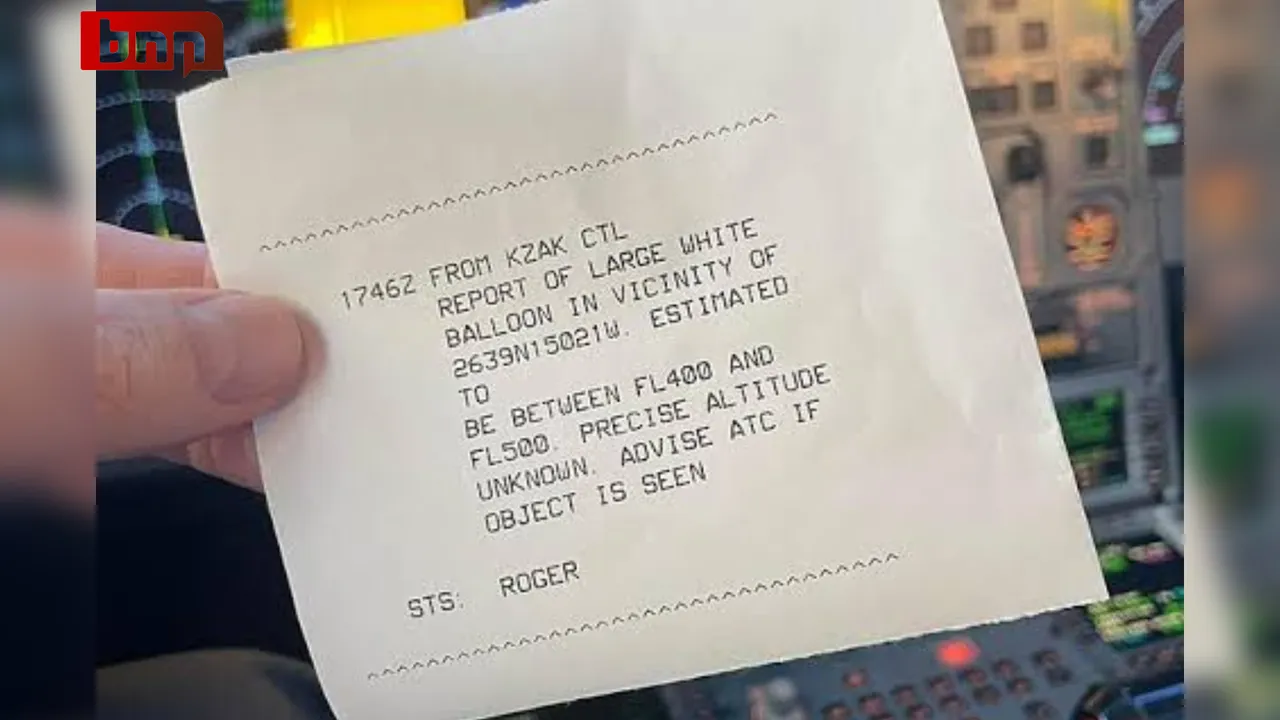 bnn
^^^^^^^^^^^^^^^^^^^^^^^^^^^^^^^^^^^^^^^^^^^^^^^^
1746Z FROM KZAK CTL
REPORT OF LARGE WHITE
BALLOON IN VICINITY OF
2639N15021W. ESTIMATED
TO
BE BETWEEN FL400 AND
FL500. PRECISE ALTITUDE
UNKNOWN. ADVISE ATC IF
OBJECT IS SEEN
STS: ROGER
^^^^^^^^^^^^^^^^^^^^^^^^^^^^^^^^^^^^^^^^^^^^^^^^